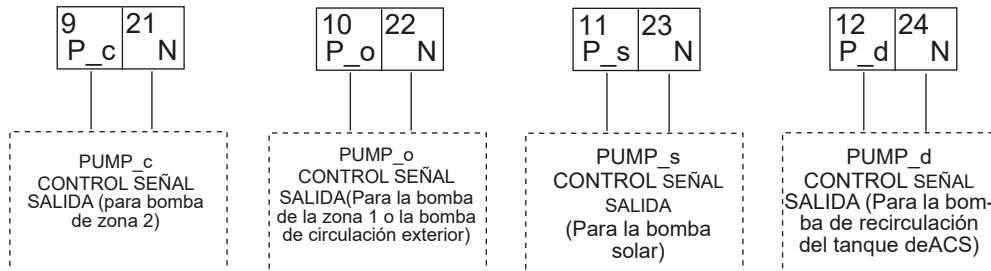 9 21
P_c N
10 22
P_o N
11 23
P_s N
12 24
P_d N
PUMP_c
CONTROL SEÑAL
SALIDA (para bomba
de zona 2)
PUMP_o
CONTROL SEÑAL
SALIDA(Para la bomba
de la zona 1 o la bomba
de circulación exterior)
PUMP_s
CONTROL SEÑAL
SALIDA
(Para la bomba
solar)
PUMP_d
CONTROL SEÑAL
SALIDA (Para la bom-
ba de recirculación
del tanque deACS)